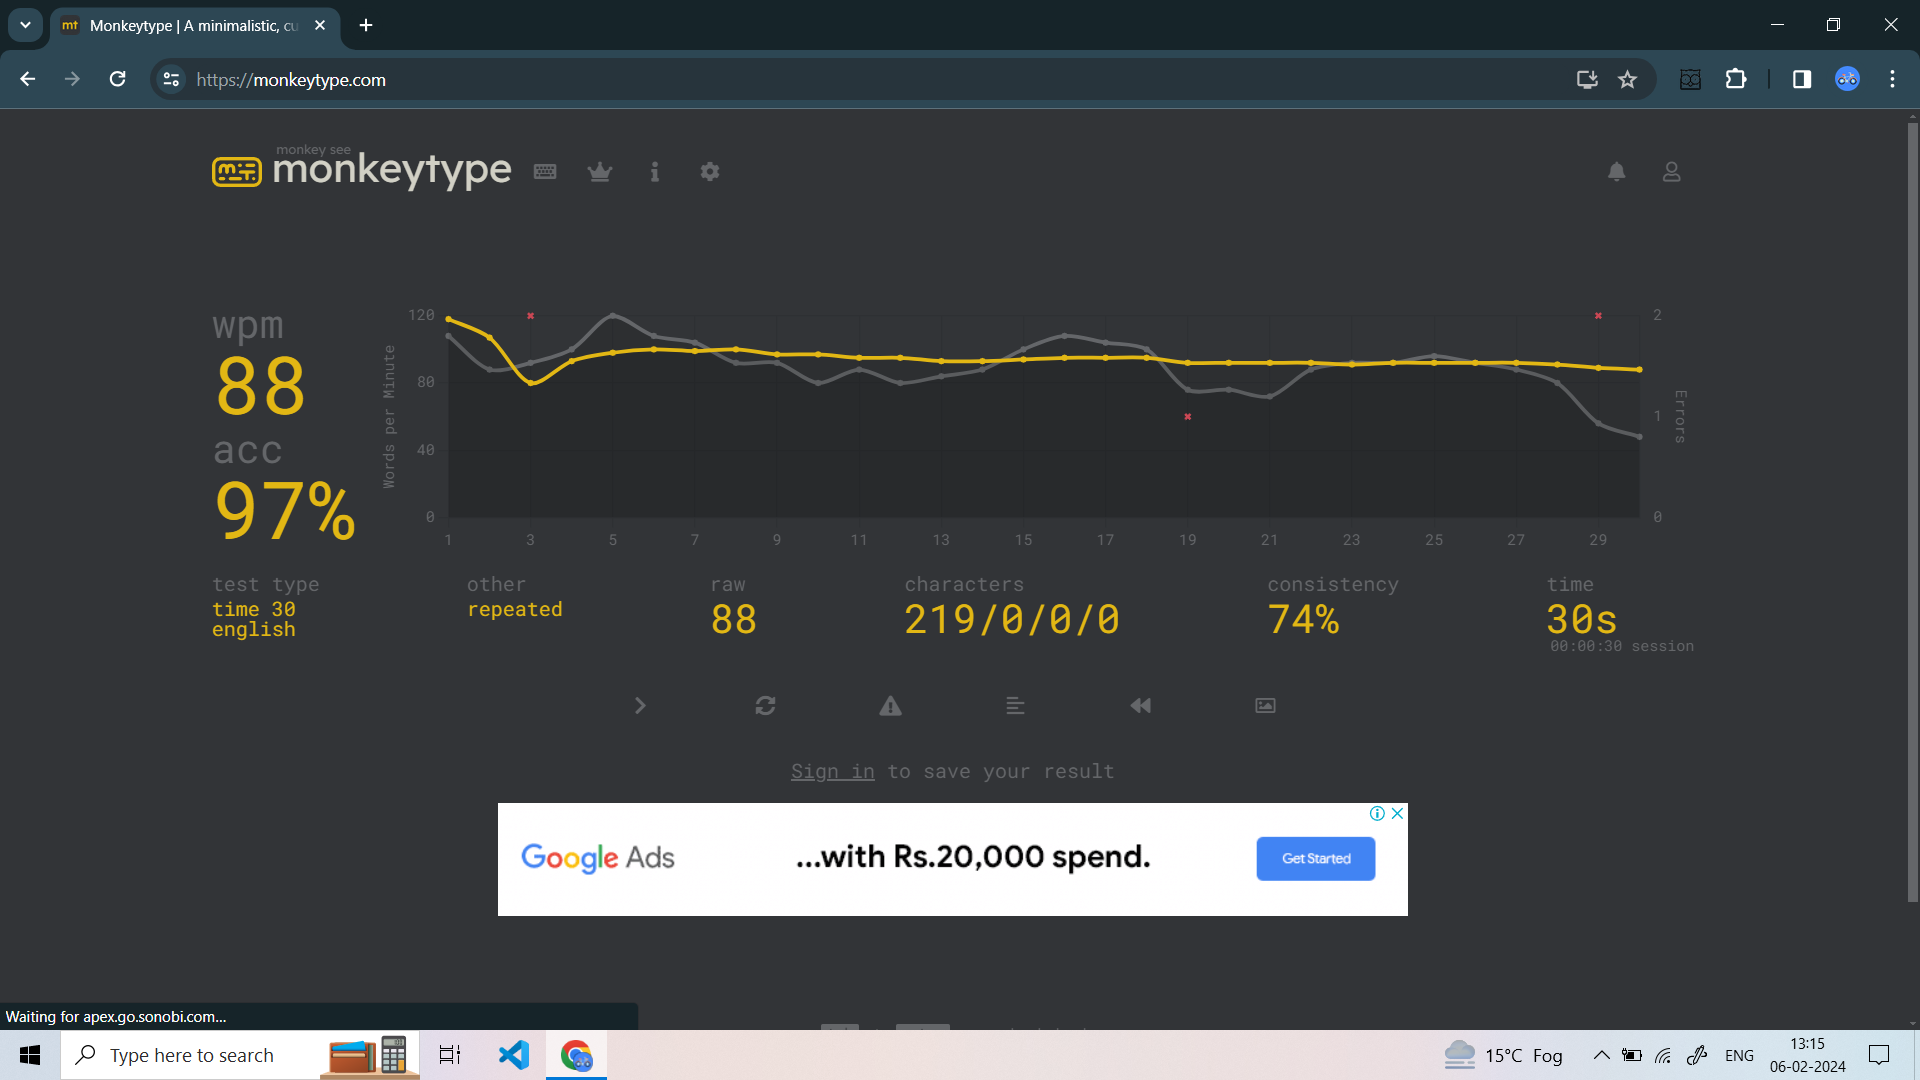 mt Monkeytype | A minimalistic, cu
https://monkeytype.com
monkey see
monkeytype
wpm
88
acc
97%
Words per Minute
120
80
40
0
1 3 5 7 9 11 13 15 17 19 21 23 25 27 29
2
1
0
Errors
test type
time 30
english
other
repeated
raw
88
characters
219/0/0/0
consistency
74%
time
30s
00:00:30 session
Sign in to save your result
Google Ads
...with Rs.20,000 spend.
Get Started
Waiting for apex.go.sonobi.com...
Type here to search
15°C Fog
ENG
13:15
06-02-2024